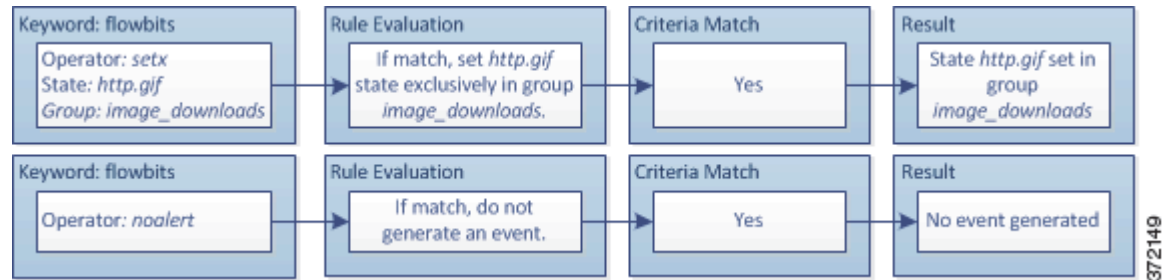 Keyword: flowbits
Operator: setx
State: http.gif
Group: image_downloads
Rule Evaluation
If match, set http.gif
state exclusively in group
image_downloads.
Criteria Match
Yes
Result
State http.gif set in
group
image_downloads
Keyword: flowbits
Operator: noalert
Rule Evaluation
If match, do not
generate an event.
Criteria Match
Yes
Result
No event generated
372149